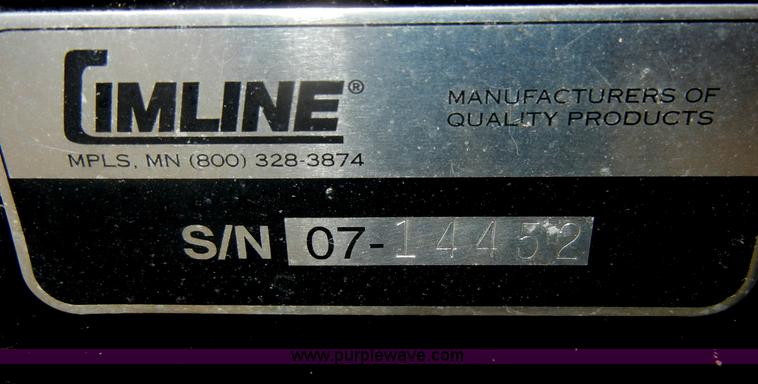 CIMLINE®
MANUFACTURERS OF
QUALITY PRODUCTS
MPLS, MN (800) 328-3874
S/N 07-14452
www.purplewave.com